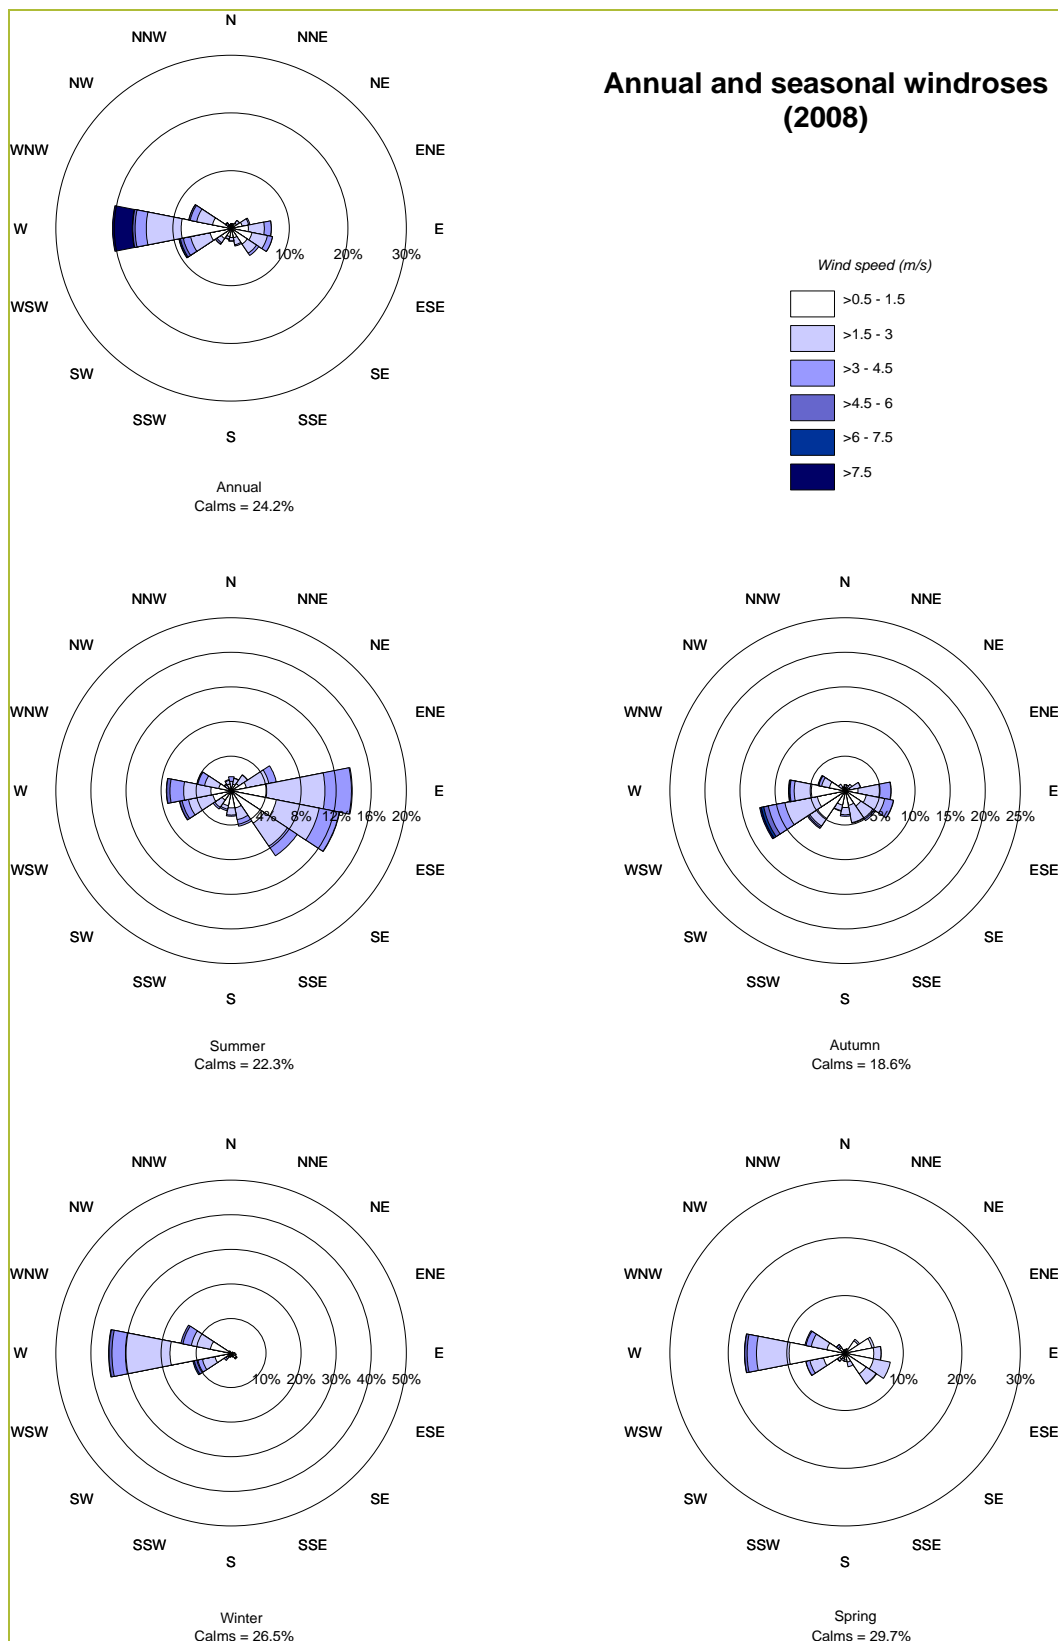 Annual and seasonal windroses
(2008)
N
NNE
NE
ENE
E
ESE
SE
SSE
S
SSW
SW
WSW
W
WNW
NW
NNW
10%
20%
30%
Annual
Calms = 24.2%
Wind speed (m/s)
>0.5 - 1.5
>1.5 - 3
>3 - 4.5
>4.5 - 6
>6 - 7.5
>7.5
N
NNE
NE
ENE
E
ESE
SE
SSE
S
SSW
SW
WSW
W
WNW
NW
NNW
4%
8%
12%
16%
20%
Summer
Calms = 22.3%
N
NNE
NE
ENE
E
ESE
SE
SSE
S
SSW
SW
WSW
W
WNW
NW
NNW
5%
10%
15%
20%
25%
Autumn
Calms = 18.6%
N
NNE
NE
ENE
E
ESE
SE
SSE
S
SSW
SW
WSW
W
WNW
NW
NNW
10%
20%
30%
40%
50%
Winter
Calms = 26.5%
N
NNE
NE
ENE
E
ESE
SE
SSE
S
SSW
SW
WSW
W
WNW
NW
NNW
10%
20%
30%
Spring
Calms = 29.7%